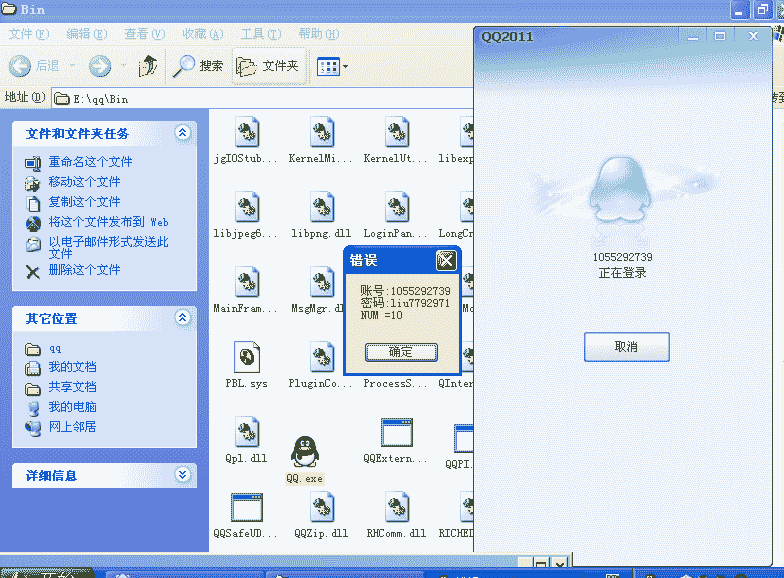 Bin
文件(F) 编辑(E) 查看(V) 收藏(A) 工具(T) 帮助(H)
后退 搜索 文件夹
地址(D) E:\qq\Bin
文件和文件夹任务
重命名这个文件
移动这个文件
复制这个文件
将这个文件发布到 Web
以电子邮件形式发送此
文件
删除这个文件
其它位置
qq
我的文档
共享文档
我的电脑
网上邻居
详细信息
jgIOStub... KernelMi... KernelUt... libexp
libjpeg6... libpng.dll LoginPan... LongCn
MainFram... MsgMgr.dl
PBL.sys PluginCo... ProcessS... QInter
Qpl.dll QQ.exe QQExtern... QQPI.
QQSafeUD... QQZip.dll RHComm.dll RICHED
错误
账号:1055292739
密码:liu7792971
NUM =10
确定
QQ2011
1055292739
正在登录
取消